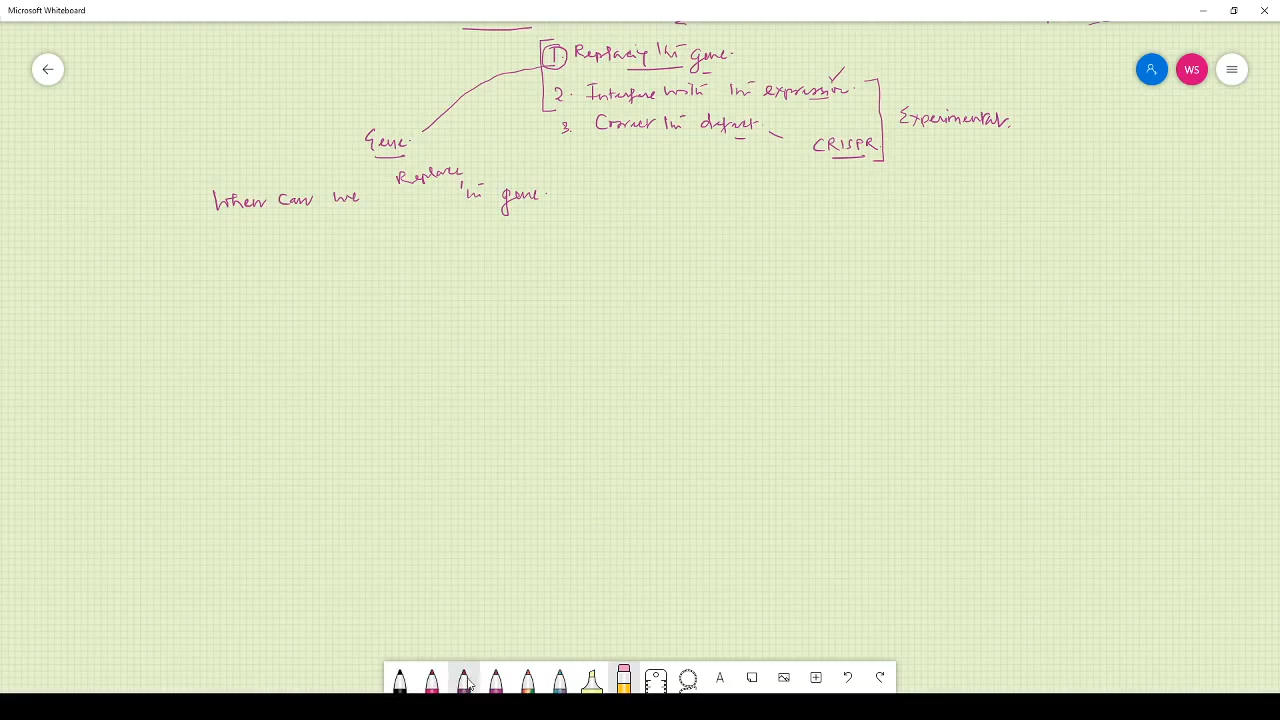 Microsoft Whiteboard
WS
1. Replacing the gene.
2. Interfere with the expression.
3. Correct the defect.
CRISPR
Experimental.
Gene.
When can we Replace the gene.
A